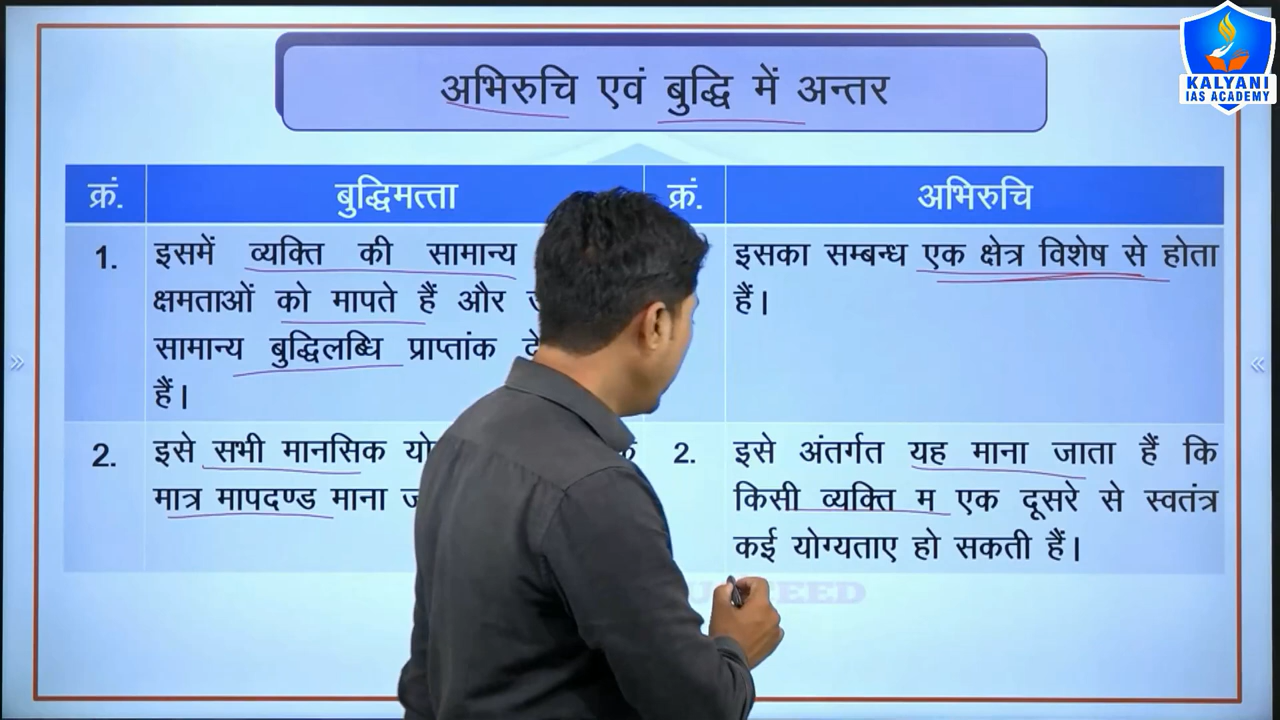 KALYANI
IAS ACADEMY
अभिरुचि एवं बुद्धि में अन्तर
क्रं. बुद्धिमत्ता क्रं. अभिरुचि
1. इसमें व्यक्ति की सामान्य
क्षमताओं को मापते हैं और
सामान्य बुद्धिलब्धि प्राप्तांक
हैं।
इसका सम्बन्ध एक क्षेत्र विशेष से होता
हैं।
2. इसे सभी मानसिक
मात्र मापदण्ड माना
2. इसे अंतर्गत यह माना जाता हैं कि
किसी व्यक्ति म एक दूसरे से स्वतंत्र
कई योग्यताए हो सकती हैं।